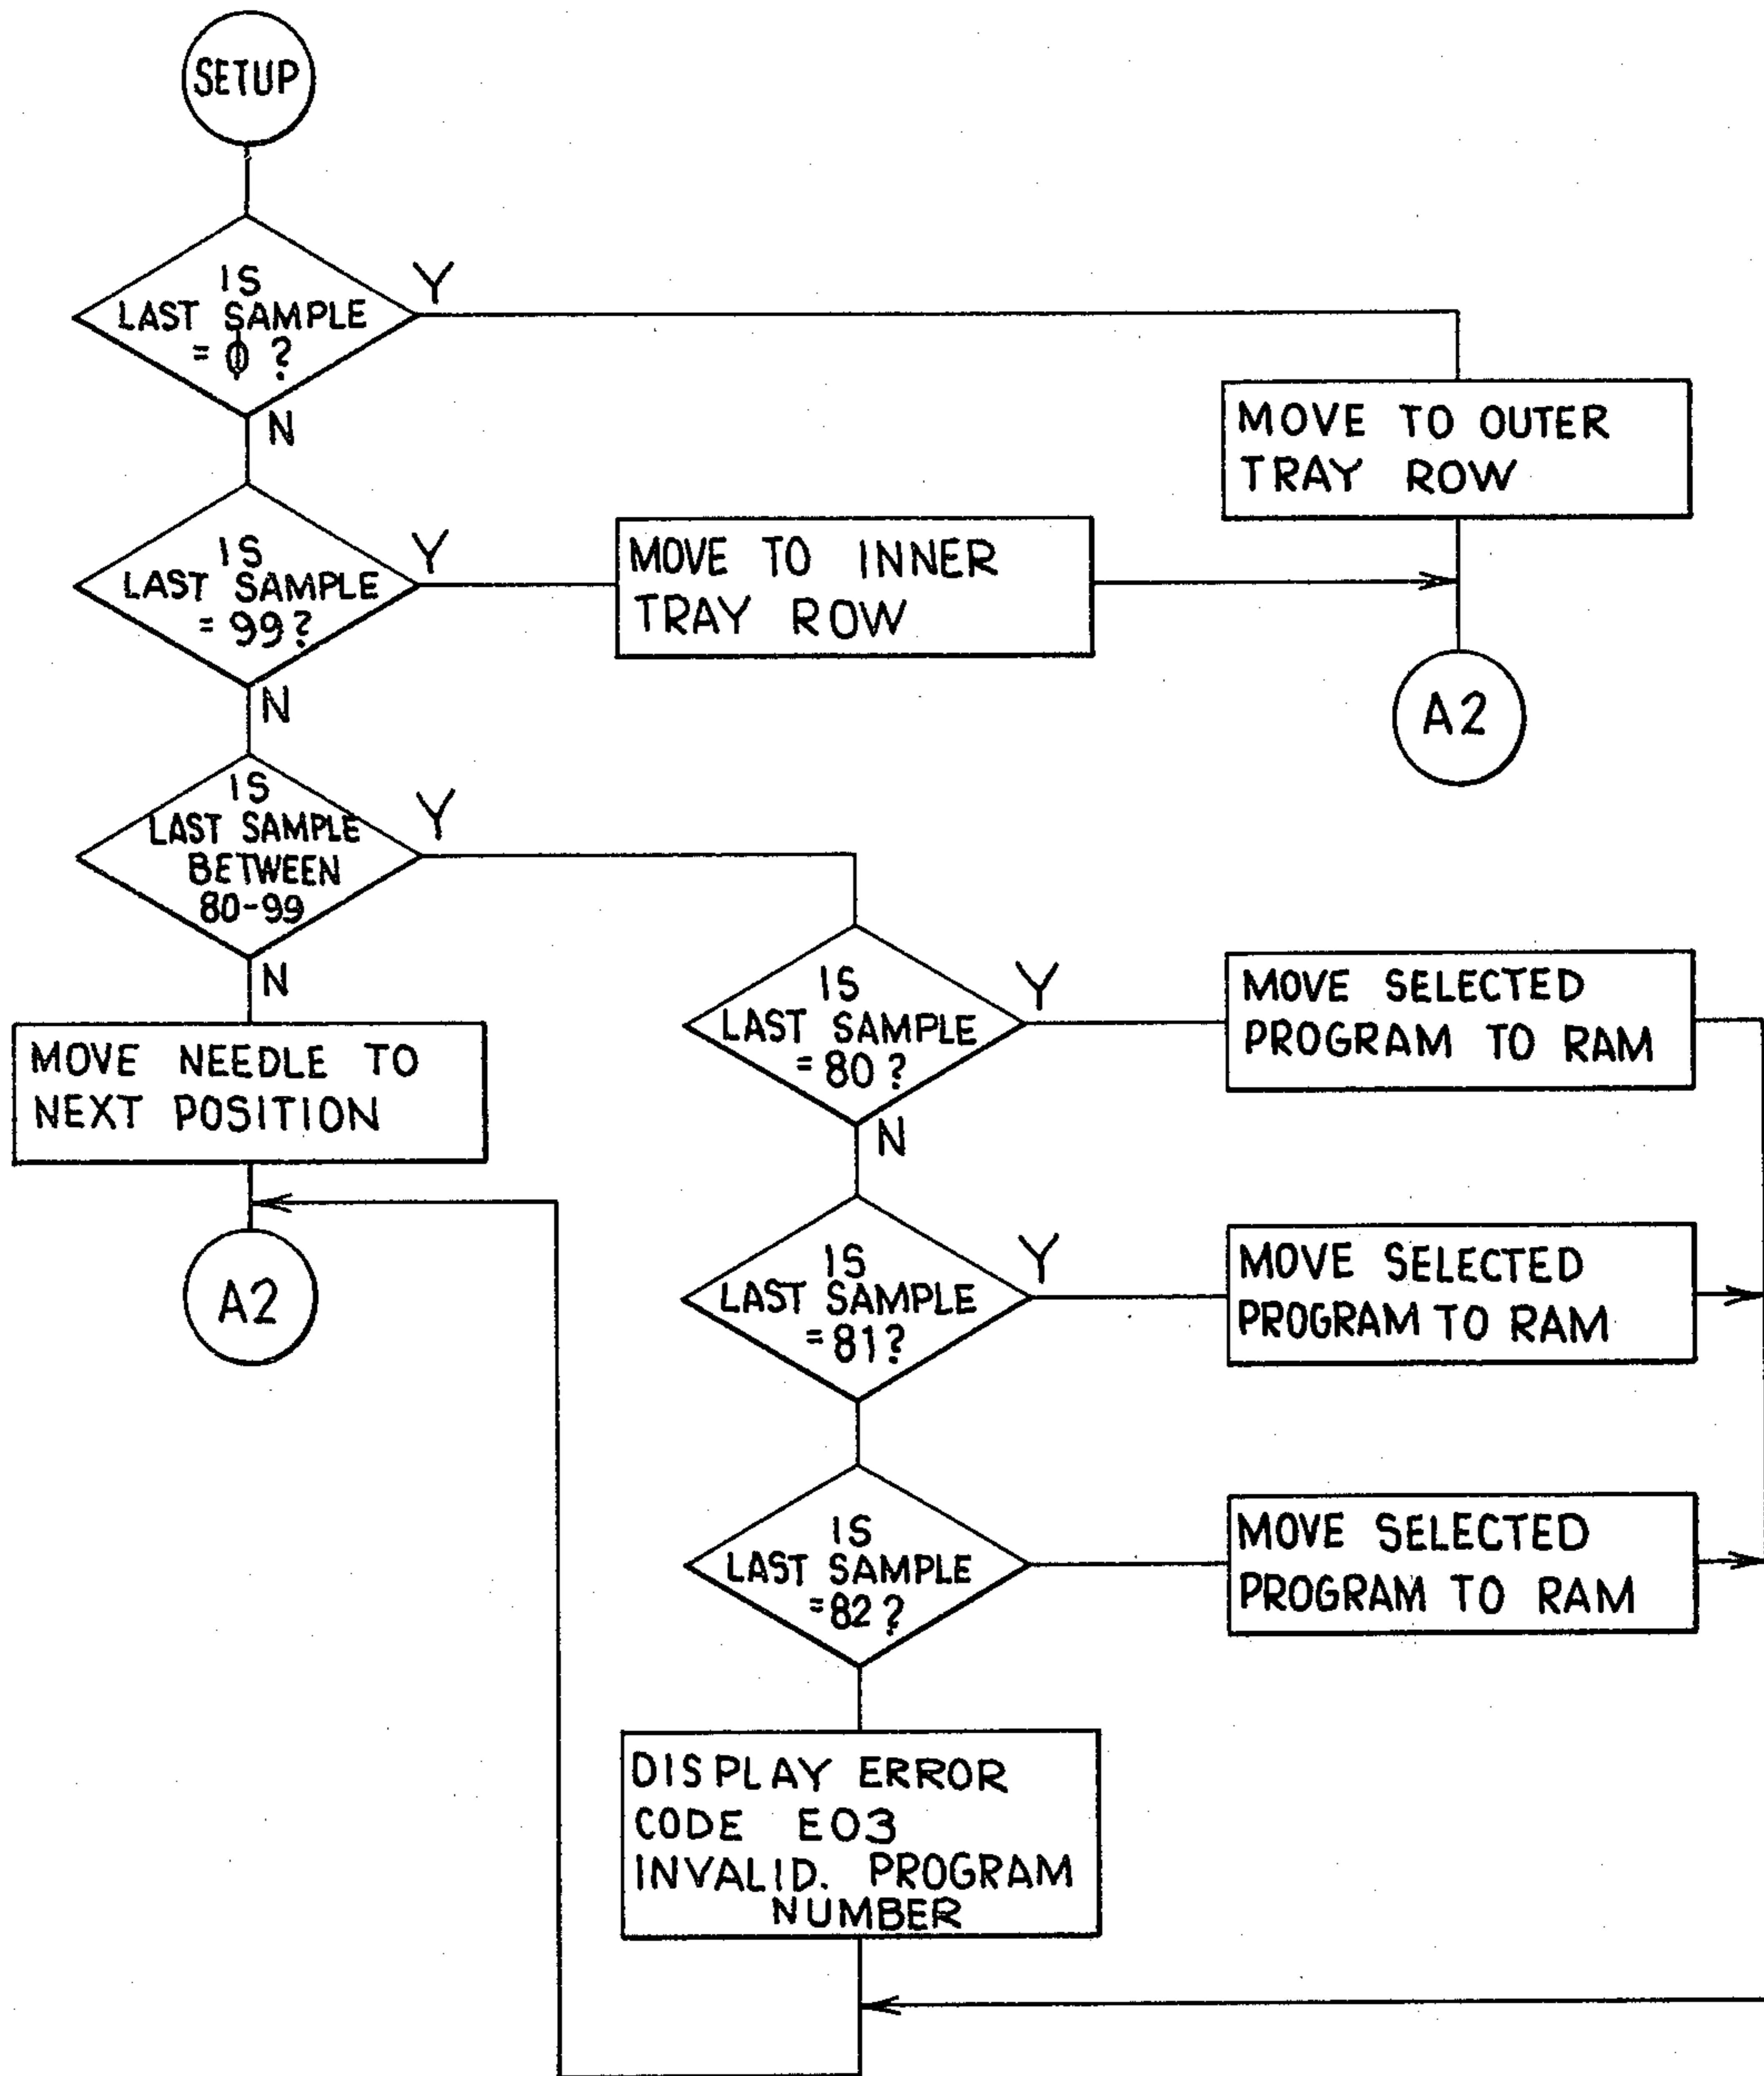 SETUP
IS
LAST SAMPLE
= 0 ?
Y
N
MOVE TO OUTER
TRAY ROW
IS
LAST SAMPLE
= 99?
Y
N
MOVE TO INNER
TRAY ROW
A2
IS
LAST SAMPLE
BETWEEN
80-99
Y
N
MOVE NEEDLE TO
NEXT POSITION
A2
IS
LAST SAMPLE
= 80 ?
Y
N
MOVE SELECTED
PROGRAM TO RAM
IS
LAST SAMPLE
= 81?
Y
MOVE SELECTED
PROGRAM TO RAM
IS
LAST SAMPLE
= 82 ?
MOVE SELECTED
PROGRAM TO RAM
DISPLAY ERROR
CODE E03
INVALID. PROGRAM
NUMBER